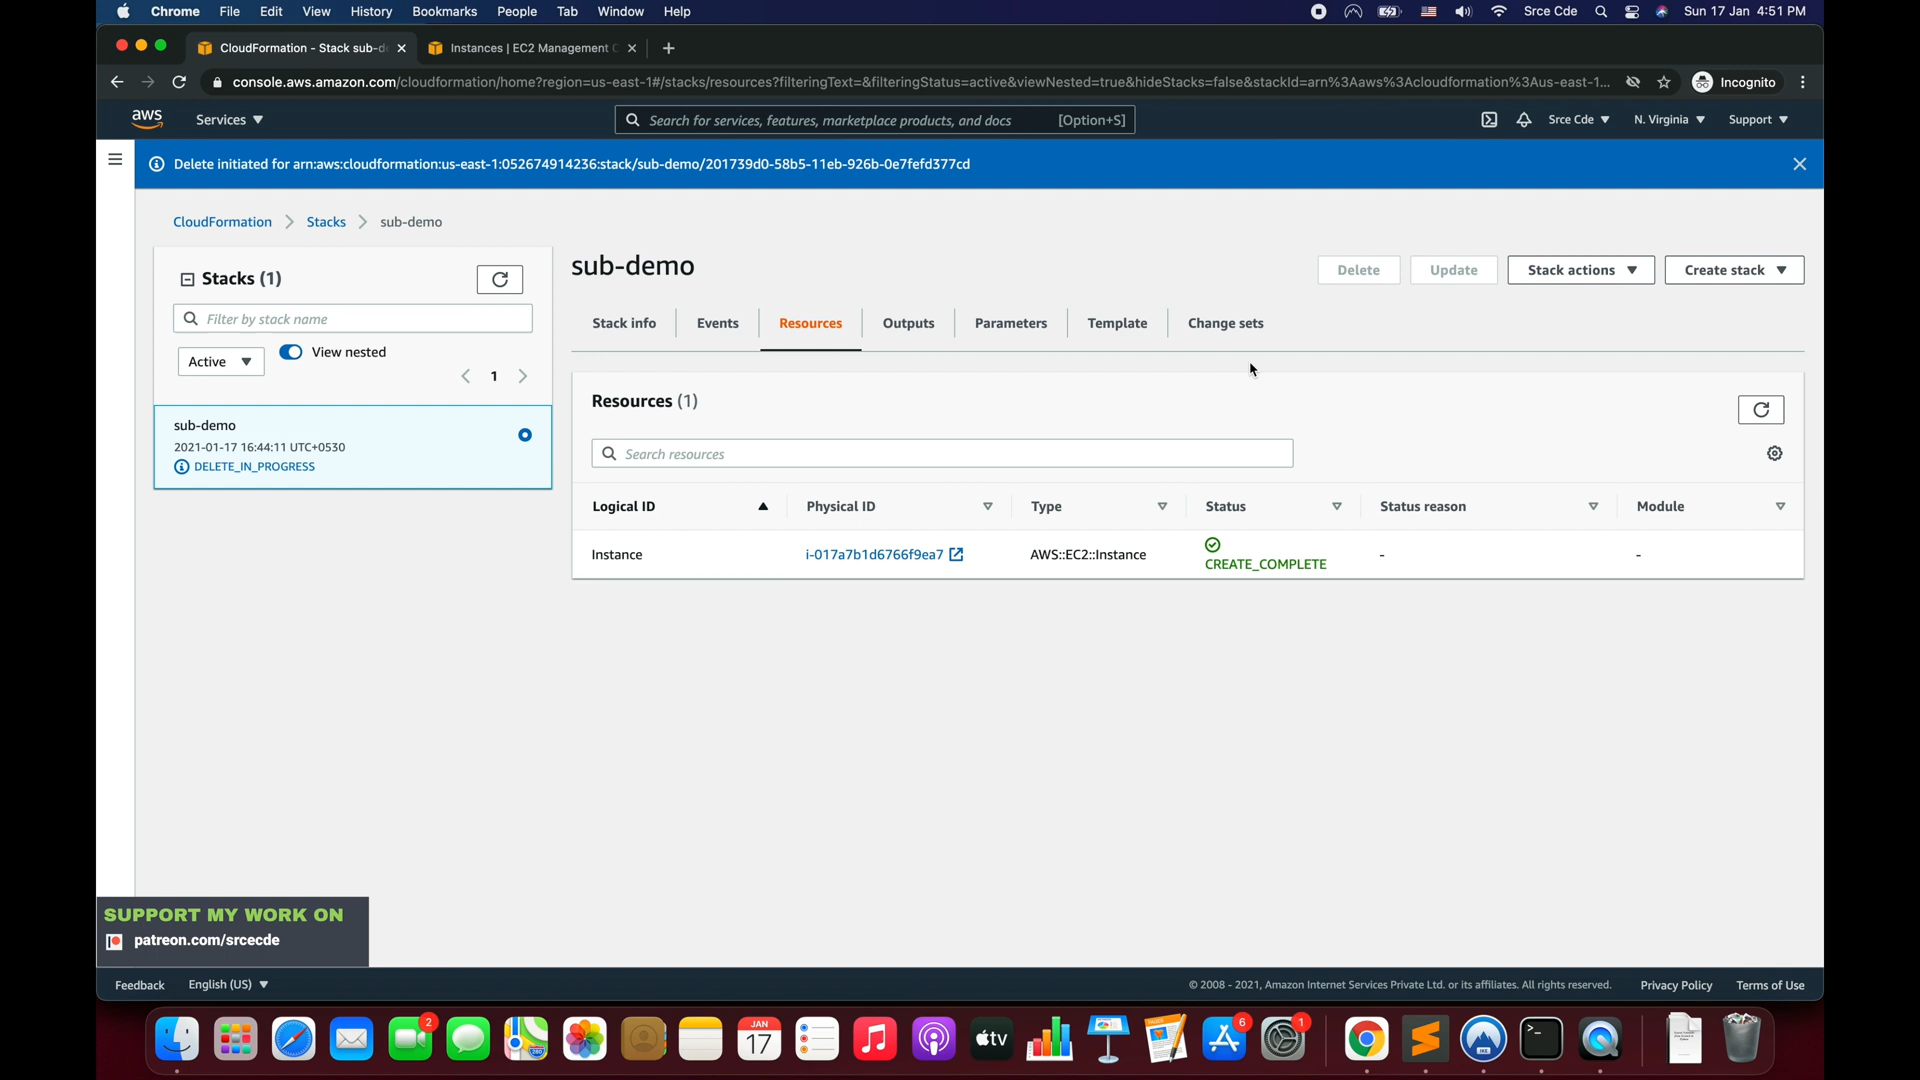 Chrome File Edit View History Bookmarks People Tab Window Help Srce Cde Sun 17 Jan 4:51 PM
CloudFormation - Stack sub-d Instances | EC2 Management C
console.aws.amazon.com/cloudformation/home?region=us-east-1#/stacks/resources?filteringText=&filteringStatus=active&viewNested=true&hideStacks=false&stackId=arn%3Aaws%3Acloudformation%3Aus-east-1... Incognito
aws Services Search for services, features, marketplace products, and docs [Option+S] Srce Cde N. Virginia Support
Delete initiated for arn:aws:cloudformation:us-east-1:052674914236:stack/sub-demo/201739d0-58b5-11eb-926b-0e7fefd377cd
CloudFormation Stacks sub-demo
Stacks (1)
Filter by stack name
Active View nested
1
sub-demo
2021-01-17 16:44:11 UTC+0530
DELETE_IN_PROGRESS
sub-demo
Delete Update Stack actions Create stack
Stack info Events Resources Outputs Parameters Template Change sets
Resources (1)
Search resources
Logical ID Physical ID Type Status Status reason Module
Instance i-017a7b1d6766f9ea7 AWS::EC2::Instance CREATE_COMPLETE - -
SUPPORT MY WORK ON
patreon.com/srcecde
Feedback English (US) © 2008 - 2021, Amazon Internet Services Private Ltd. or its affiliates. All rights reserved. Privacy Policy Terms of Use
2 JAN 17 tv 6 1